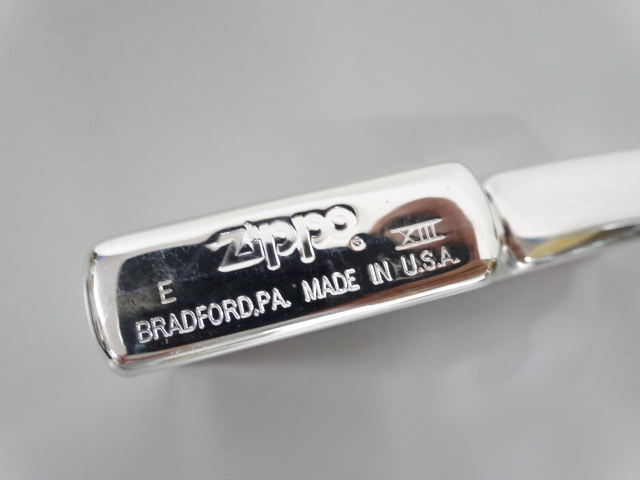 E Zippo® XIII
BRADFORD,PA. MADE IN U.S.A.